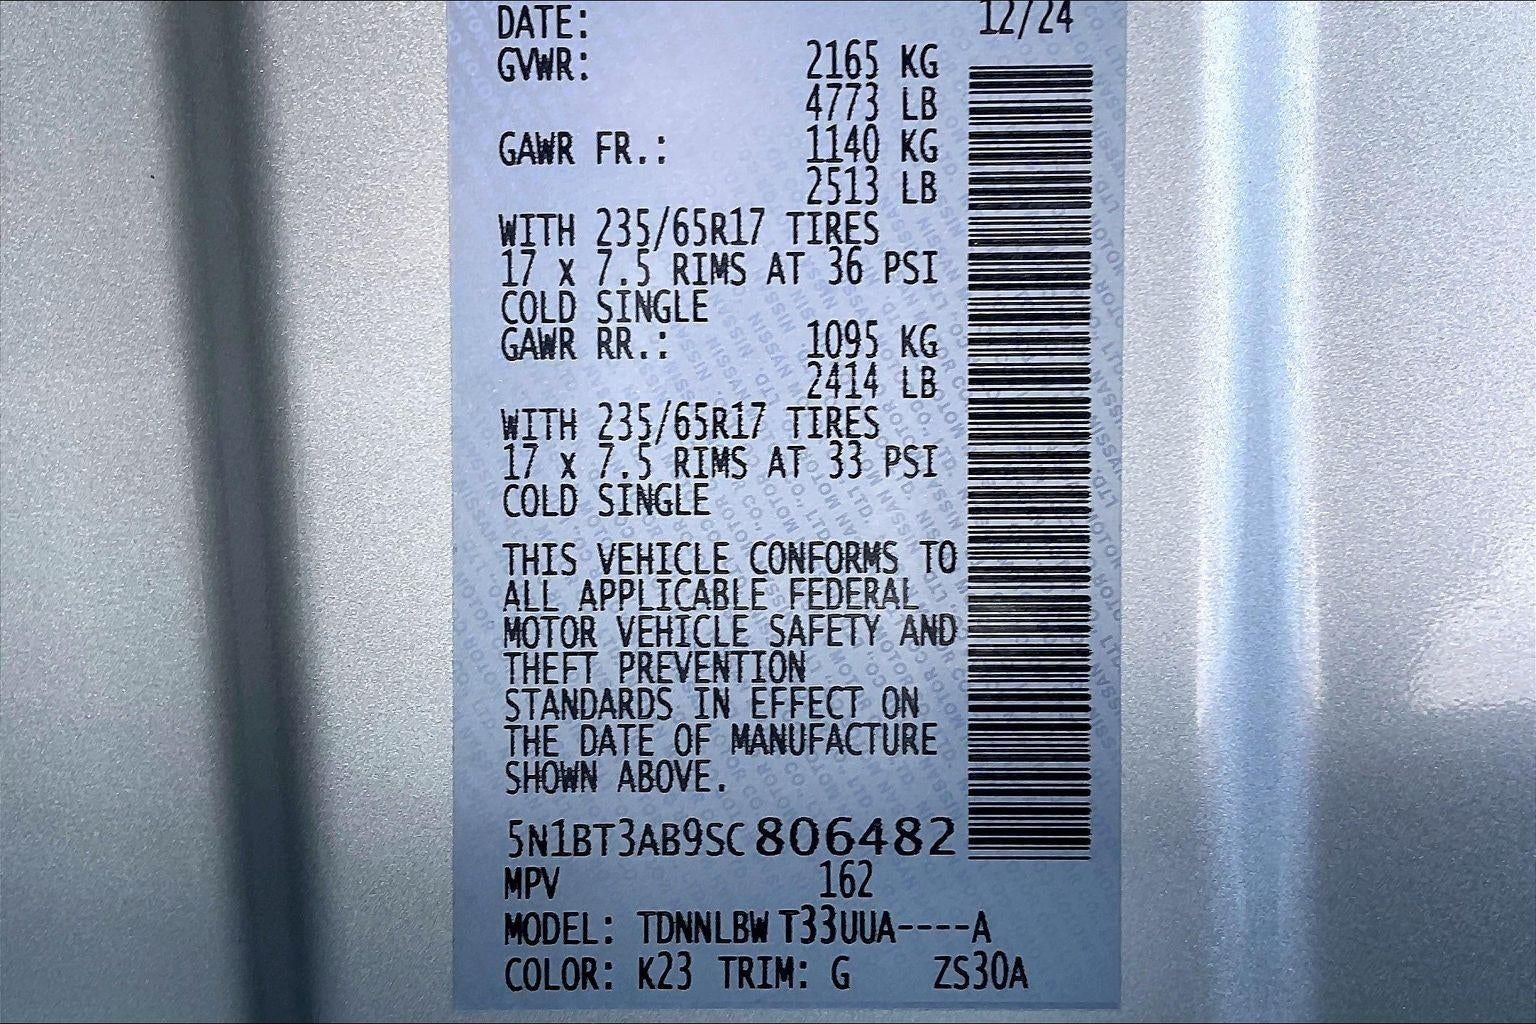 DATE: 12/24
GVWR: 2165 KG
4773 LB
GAWR FR.: 1140 KG
2513 LB
WITH 235/65R17 TIRES
17 x 7.5 RIMS AT 36 PSI
COLD SINGLE
GAWR RR.: 1095 KG
2414 LB
WITH 235/65R17 TIRES
17 x 7.5 RIMS AT 33 PSI
COLD SINGLE
THIS VEHICLE CONFORMS TO
ALL APPLICABLE FEDERAL
MOTOR VEHICLE SAFETY AND
THEFT PREVENTION
STANDARDS IN EFFECT ON
THE DATE OF MANUFACTURE
SHOWN ABOVE.
5N1BT3AB9SC806482
MPV 162
MODEL: TDNNLBW T33UUA----A
COLOR: K23 TRIM: G ZS30A